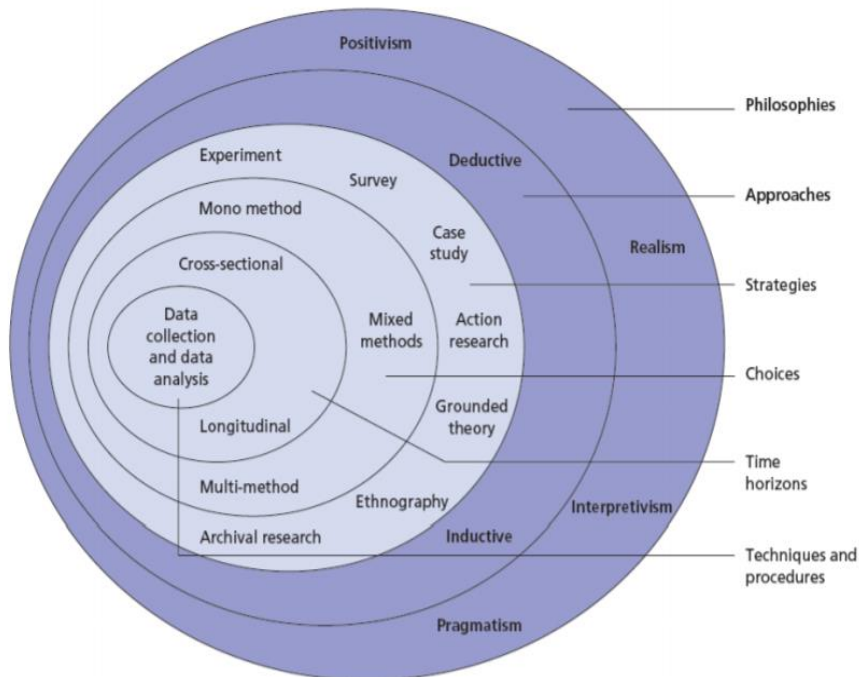 Positivism
Philosophies
Experiment
Deductive
Survey
Approaches
Mono method
Case
study
Realism
Cross-sectional
Strategies
Data
collection
and data
analysis
Mixed
methods
Action
research
Choices
Grounded
theory
Longitudinal
Time
horizons
Multi-method
Ethnography
Interpretivism
Archival research
Inductive
Techniques and
procedures
Pragmatism